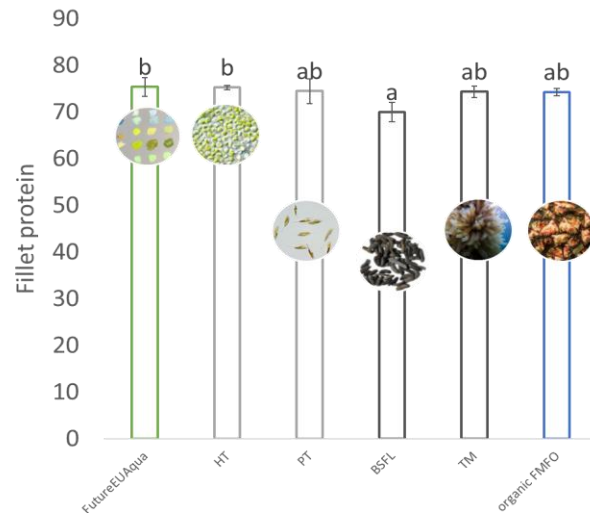 90
80
70
60
50
40
30
20
10
0
Fillet protein
b
b
ab
a
ab
ab
FutureEUAqua
HT
PT
BSFL
TM
organic FMFO